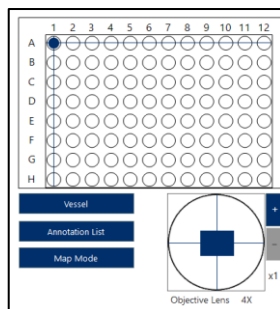 1 2 3 4 5 6 7 8 9 10 11 12
A
B
C
D
E
F
G
H
Vessel
Annotation List
Map Mode
+
−
x1
Objective Lens 4X